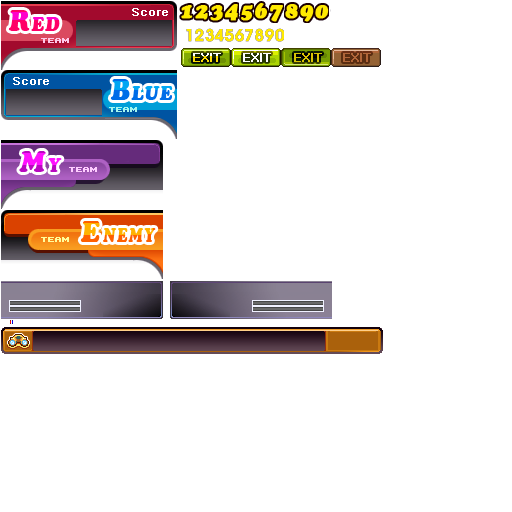 RED Score
TEAM
1234567890
1234567890
EXIT EXIT EXIT EXIT
Score BLUE
TEAM
MY TEAM
TEAM ENEMY